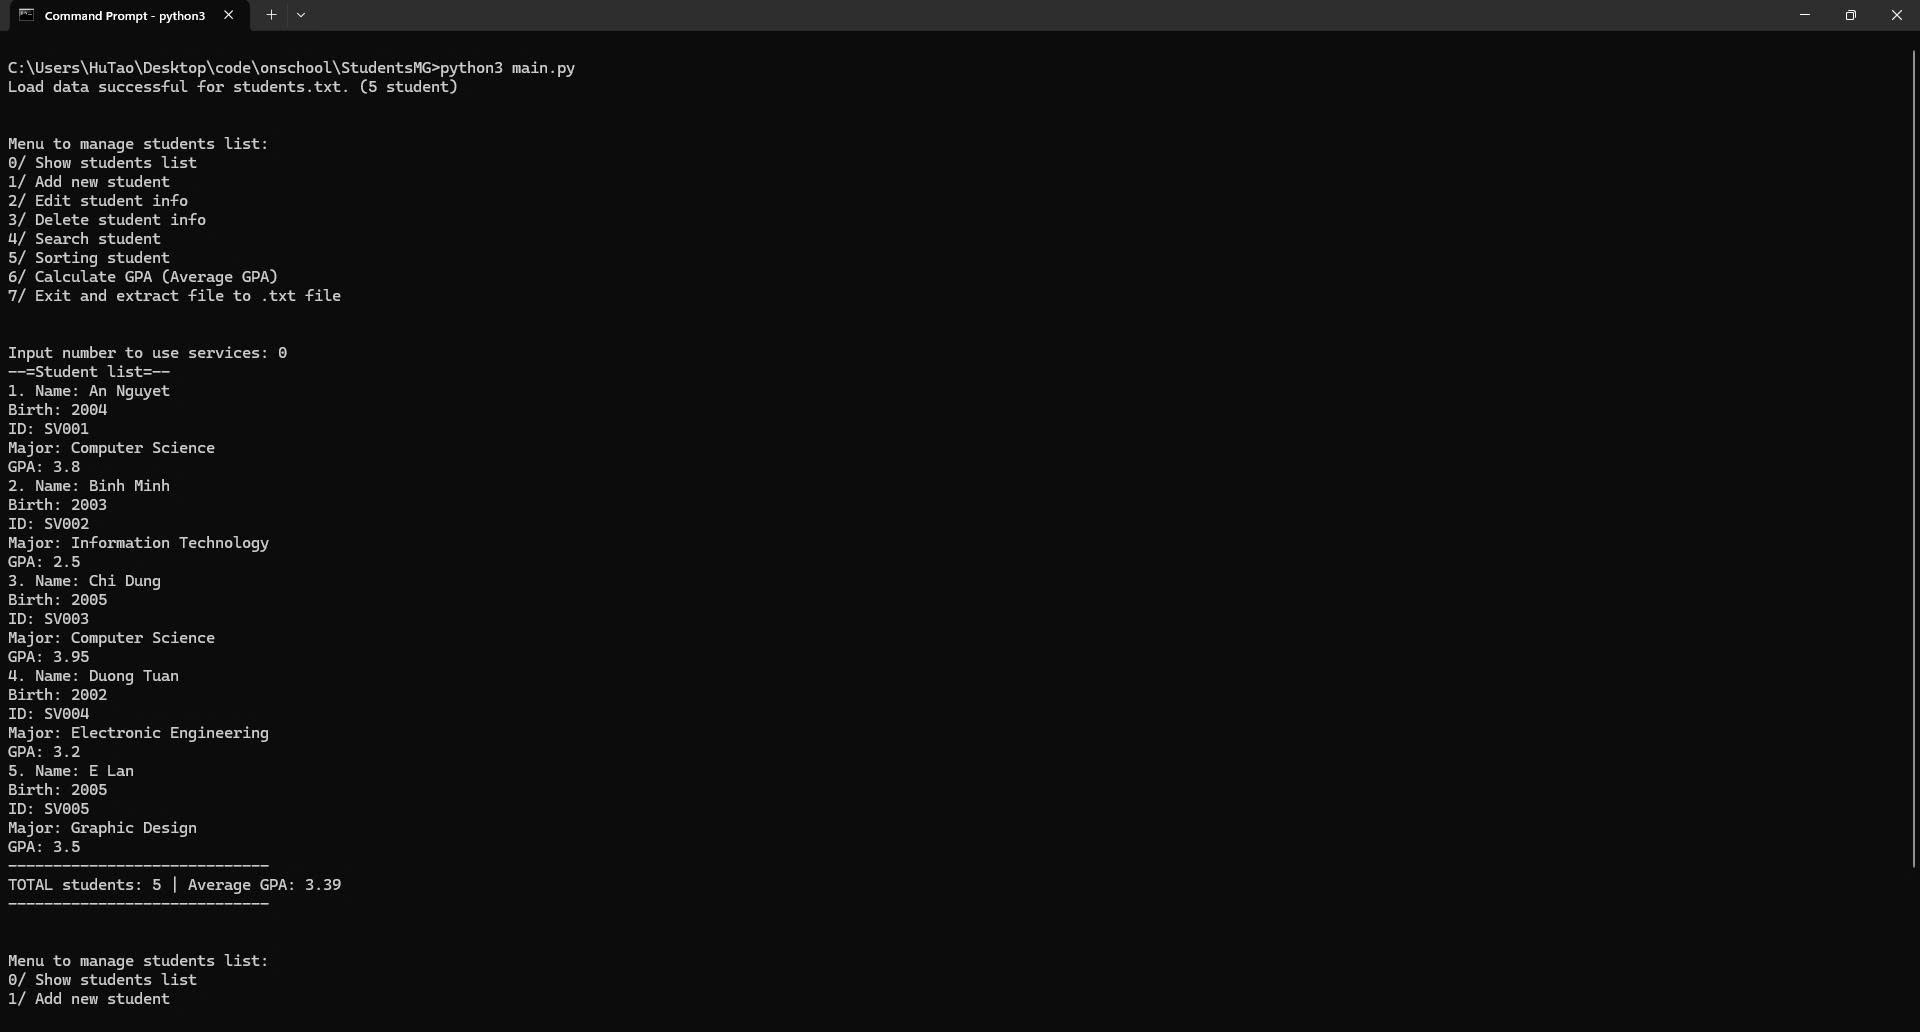 Command Prompt - python3
C:\Users\HuTao\Desktop\code\onschool\StudentsMG>python3 main.py
Load data successful for students.txt. (5 student)
Menu to manage students list:
0/ Show students list
1/ Add new student
2/ Edit student info
3/ Delete student info
4/ Search student
5/ Sorting student
6/ Calculate GPA (Average GPA)
7/ Exit and extract file to .txt file
Input number to use services: 0
--=Student list=--
1. Name: An Nguyet
Birth: 2004
ID: SV001
Major: Computer Science
GPA: 3.8
2. Name: Binh Minh
Birth: 2003
ID: SV002
Major: Information Technology
GPA: 2.5
3. Name: Chi Dung
Birth: 2005
ID: SV003
Major: Computer Science
GPA: 3.95
4. Name: Duong Tuan
Birth: 2002
ID: SV004
Major: Electronic Engineering
GPA: 3.2
5. Name: E Lan
Birth: 2005
ID: SV005
Major: Graphic Design
GPA: 3.5
-----------------------------
TOTAL students: 5 | Average GPA: 3.39
-----------------------------
Menu to manage students list:
0/ Show students list
1/ Add new student